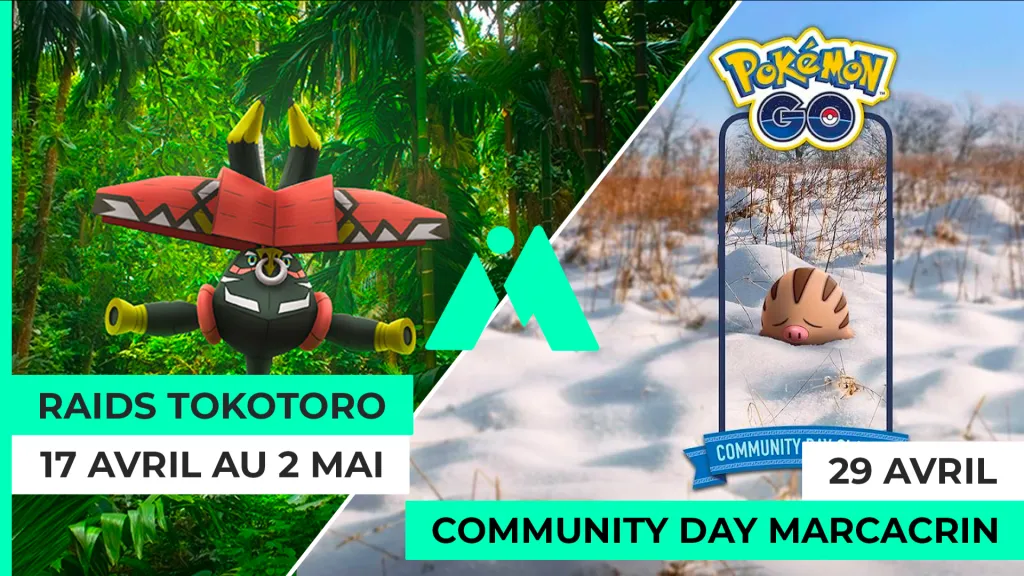 POKÉMON
GO
RAIDS TOKOTORO
17 AVRIL AU 2 MAI
COMMUNITY DAY
29 AVRIL
COMMUNITY DAY MARCACRIN